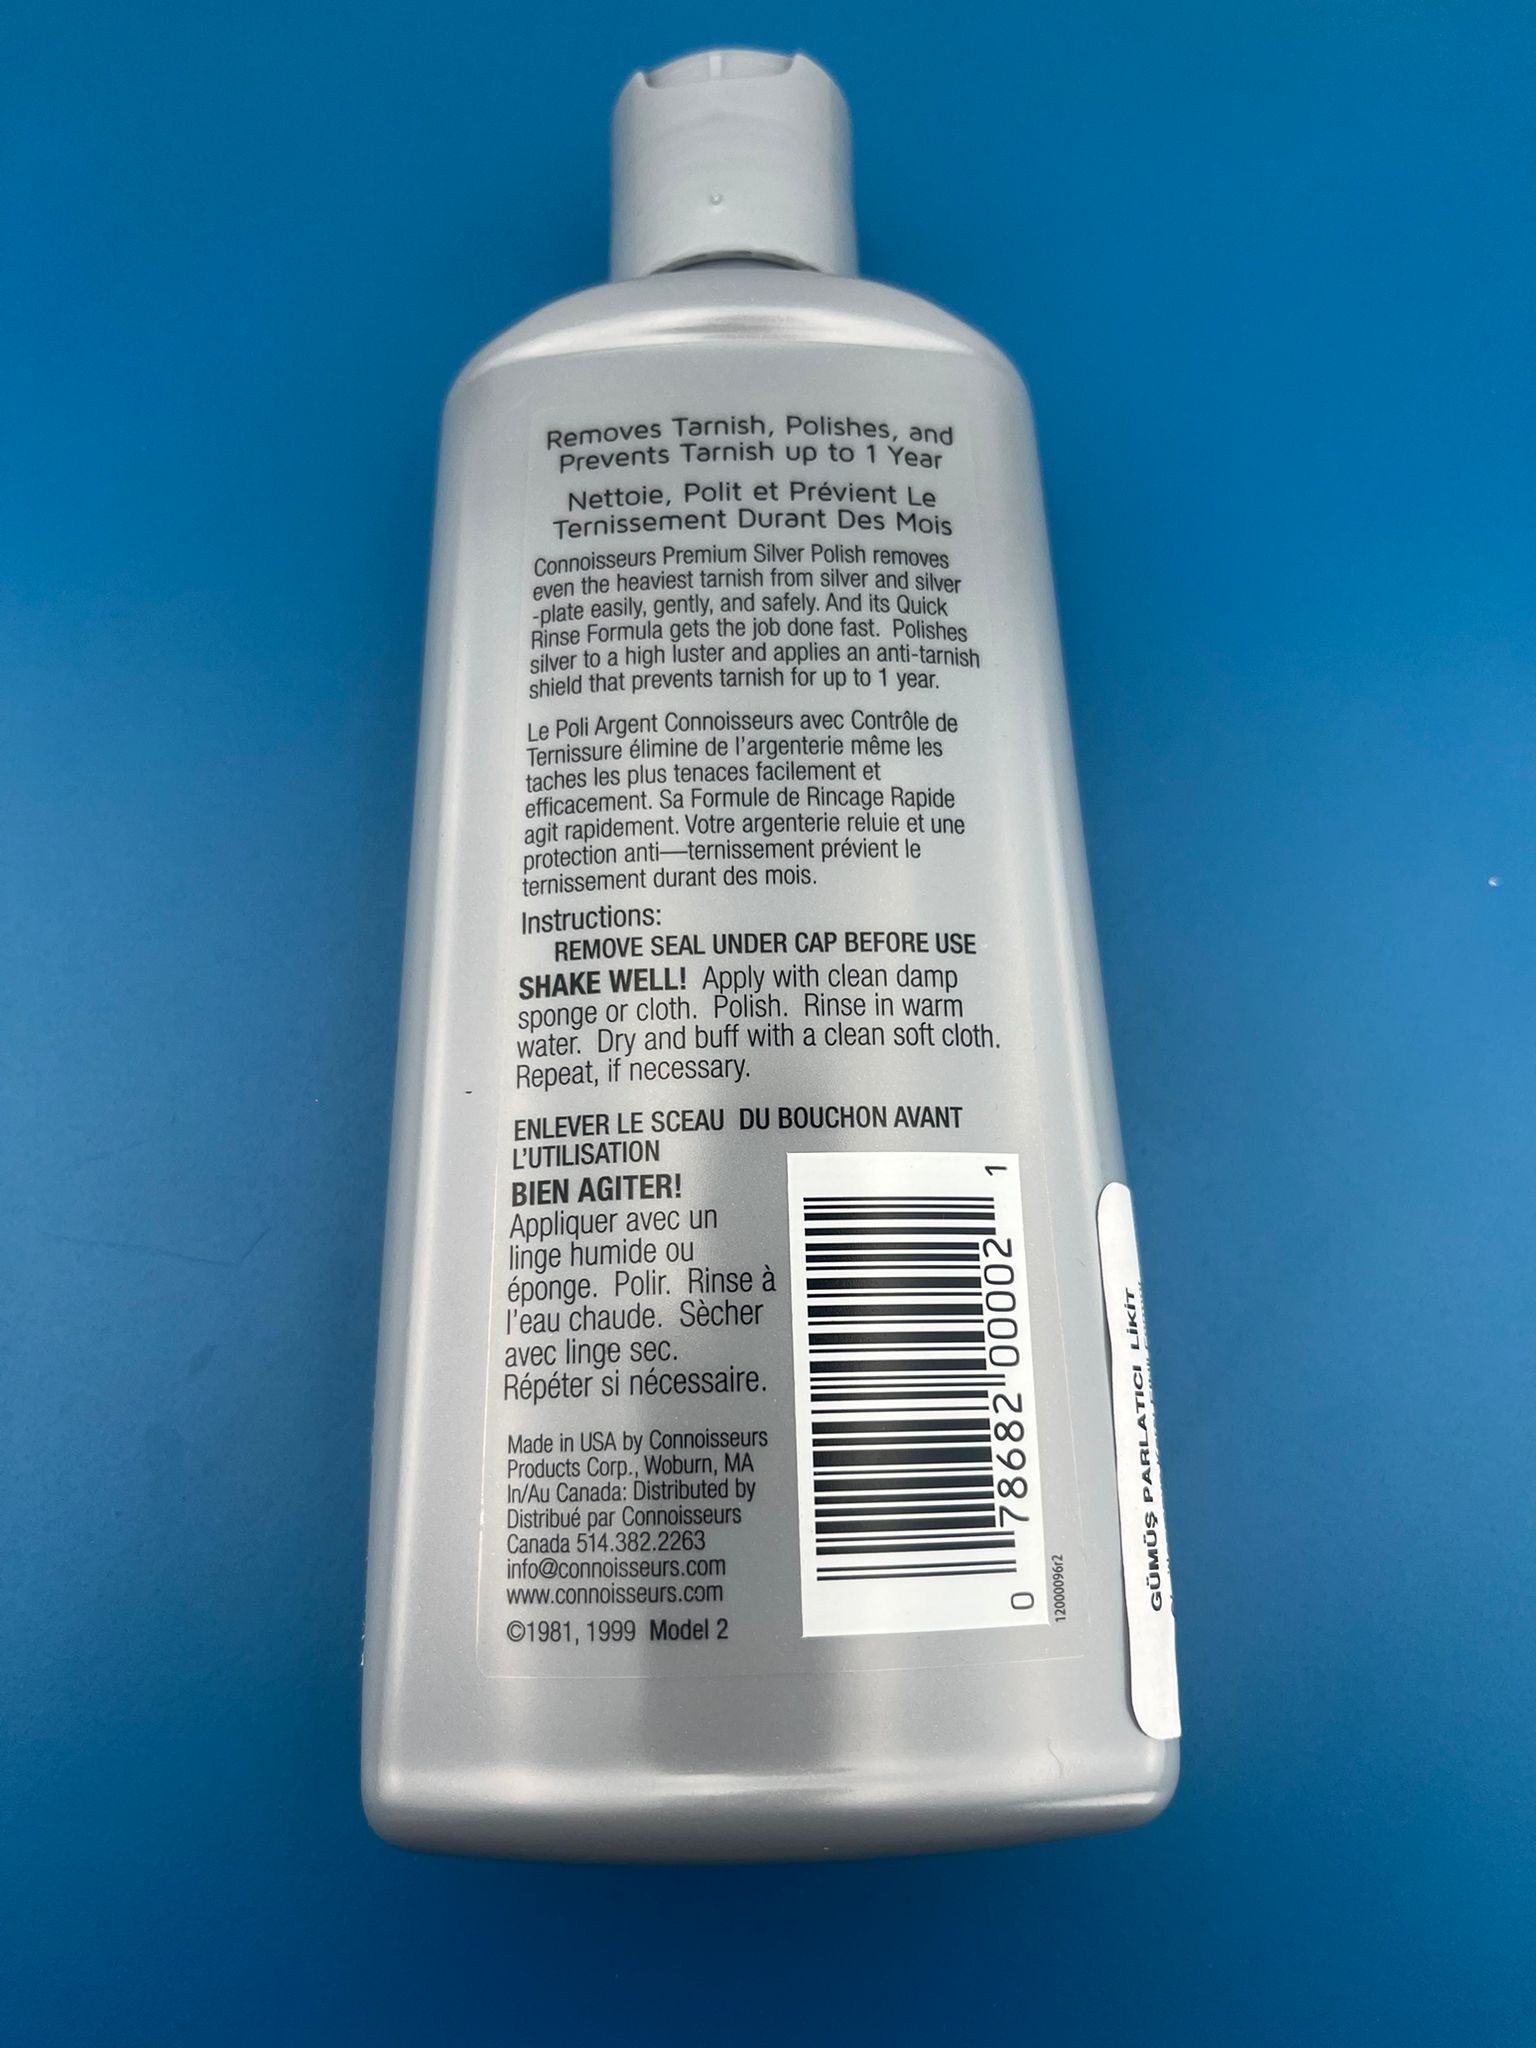 Removes Tarnish, Polishes, and
Prevents Tarnish up to 1 Year
Nettoie, Polit et Prévient Le
Ternissement Durant Des Mois
Connoisseurs Premium Silver Polish removes
even the heaviest tarnish from silver and silver
-plate easily, gently, and safely. And its Quick
Rinse Formula gets the job done fast. Polishes
silver to a high luster and applies an anti-tarnish
shield that prevents tarnish for up to 1 year.
Le Poli Argent Connoisseurs avec Contrôle de
Ternissure élimine de l'argenterie même les
taches les plus tenaces facilement et
efficacement. Sa Formule de Rincage Rapide
agit rapidement. Votre argenterie reluie et une
protection anti—ternissement prévient le
ternissement durant des mois.
Instructions:
REMOVE SEAL UNDER CAP BEFORE USE
SHAKE WELL! Apply with clean damp
sponge or cloth. Polish. Rinse in warm
water. Dry and buff with a clean soft cloth.
Repeat, if necessary.
ENLEVER LE SCEAU DU BOUCHON AVANT
L'UTILISATION
BIEN AGITER!
Appliquer avec un
linge humide ou
éponge. Polir. Rinse à
l'eau chaude. Sècher
avec linge sec.
Répéter si nécessaire.
Made in USA by Connoisseurs
Products Corp., Woburn, MA
In/Au Canada: Distributed by
Distribué par Connoisseurs
Canada 514.382.2263
info@connoisseurs.com
www.connoisseurs.com
©1981, 1999 Model 2
0 78682 00002 1
12000096r2
GÜMÜŞ PARLATICI LİKİT